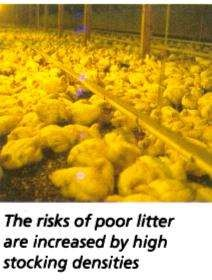 The risks of poor litter
are increased by high
stocking densities